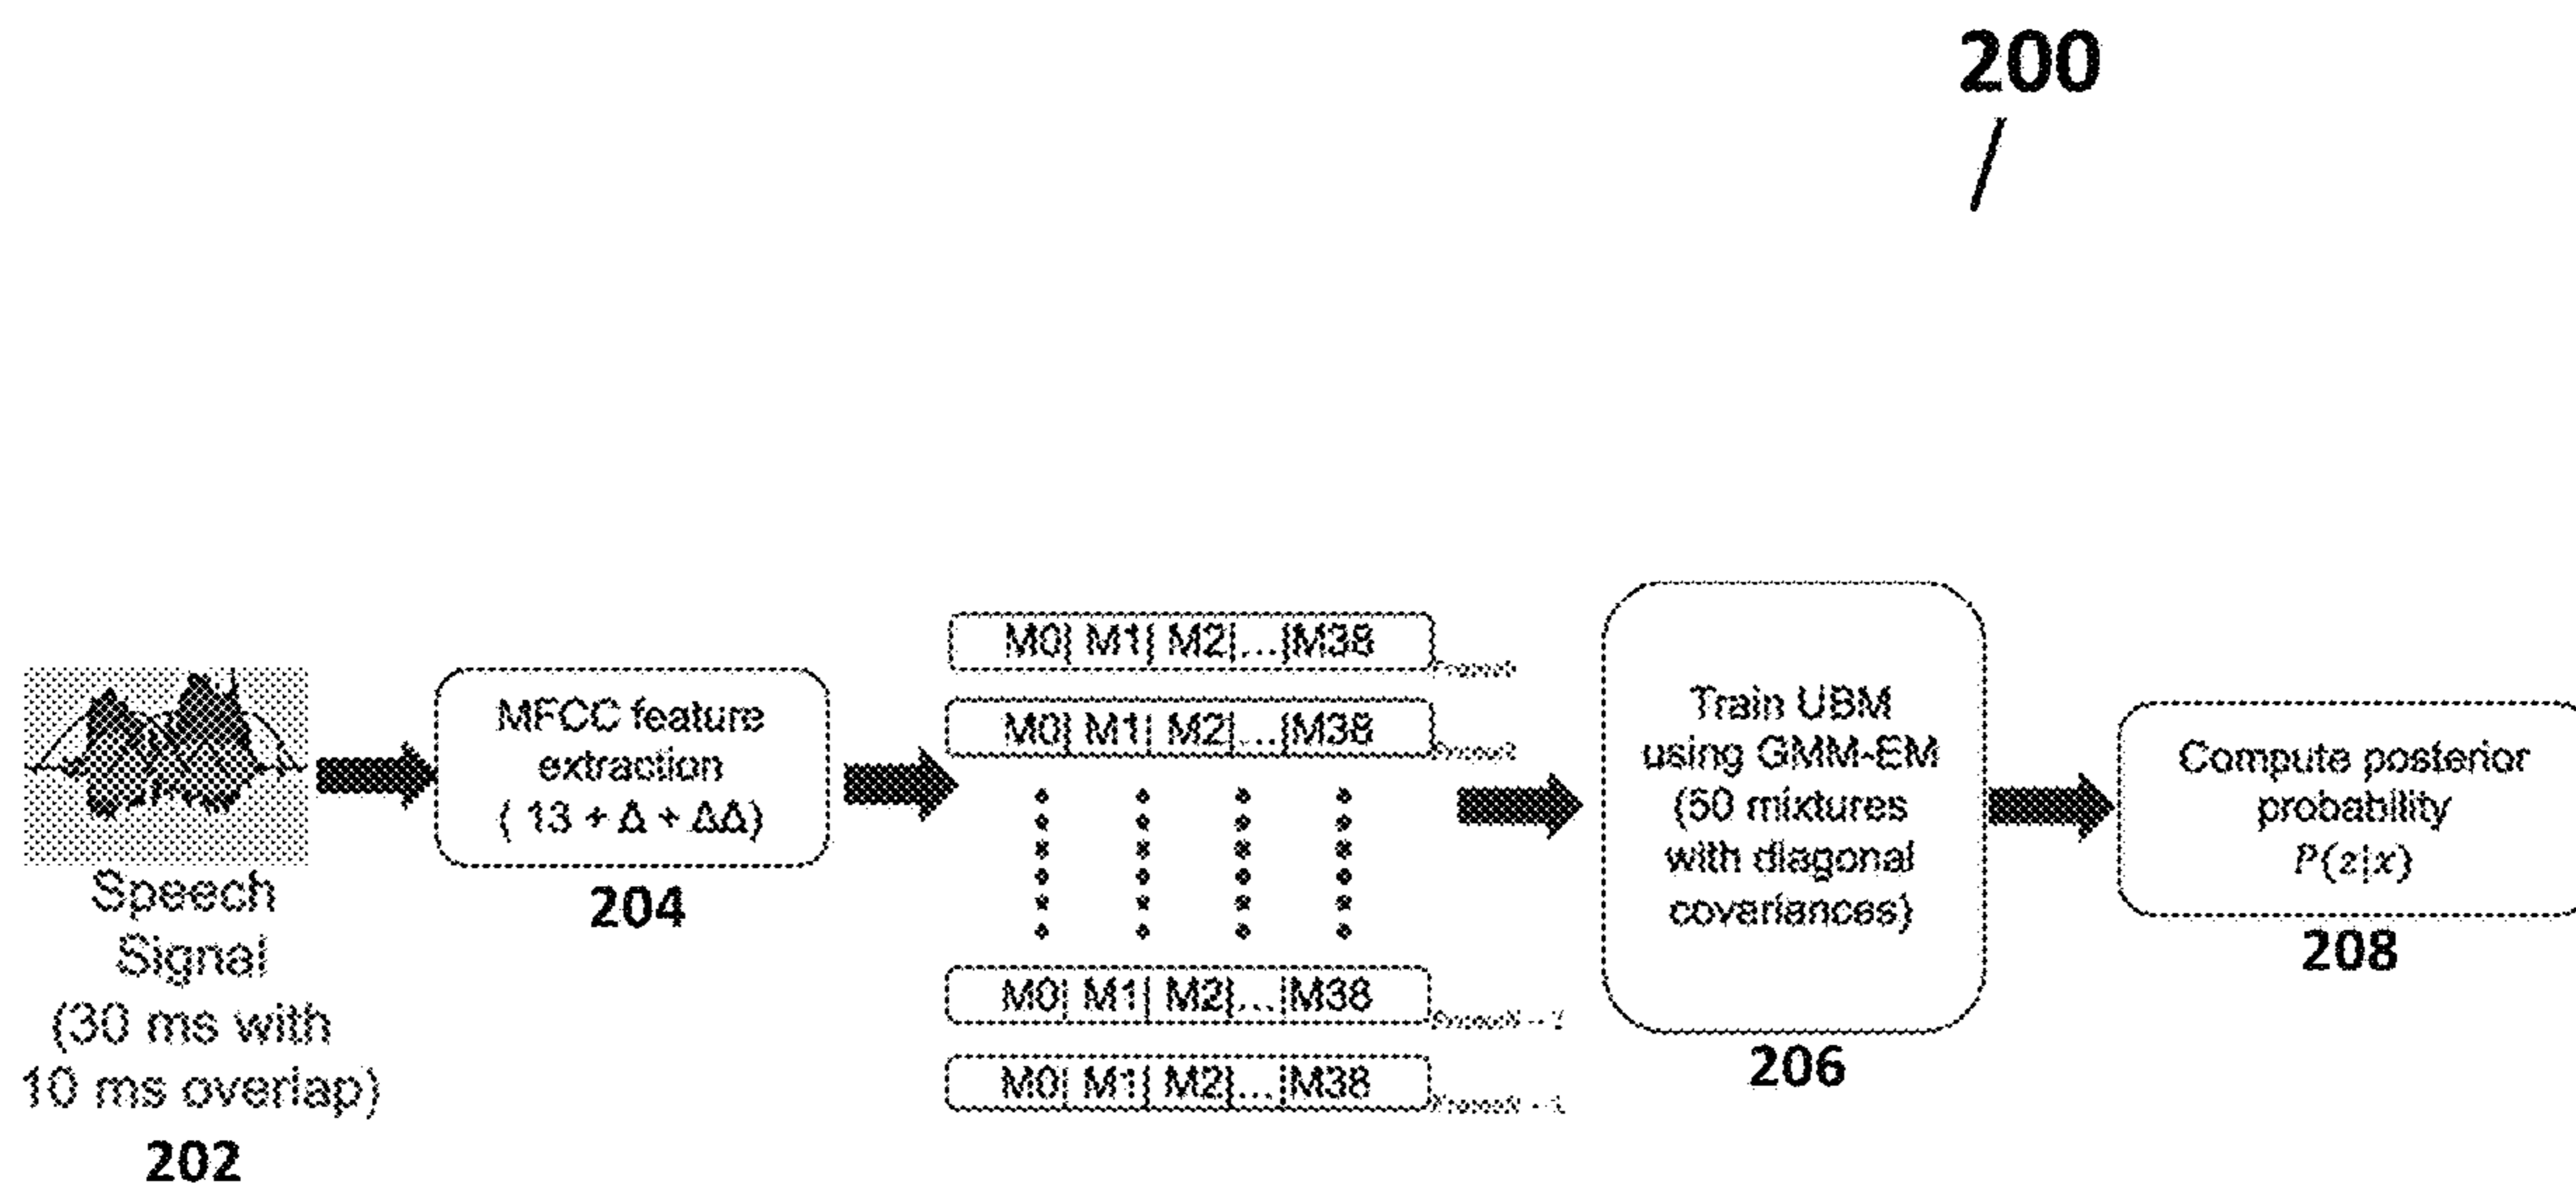 200
Speech
Signal
(30 ms with
10 ms overlap)
202
MFCC feature
extraction
( 13 + Δ + ΔΔ)
204
M0| M1| M2|...|M38
M0| M1| M2|...|M38
M0| M1| M2|...|M38
M0| M1| M2|...|M38
Train UBM
using GMM-EM
(50 mixtures
with diagonal
covariances)
206
Compute posterior
probability
P(z|x)
208